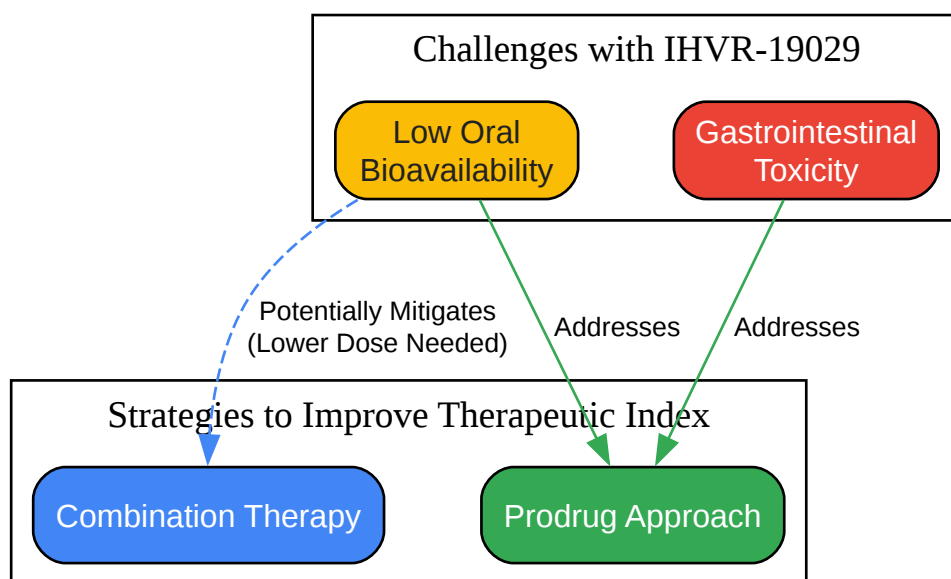 Challenges with IHVR-19029
Low Oral
Bioavailability
Gastrointestinal
Toxicity
Potentially Mitigates
(Lower Dose Needed)
Addresses
Addresses
Strategies to Improve Therapeutic Index
Combination Therapy
Prodrug Approach